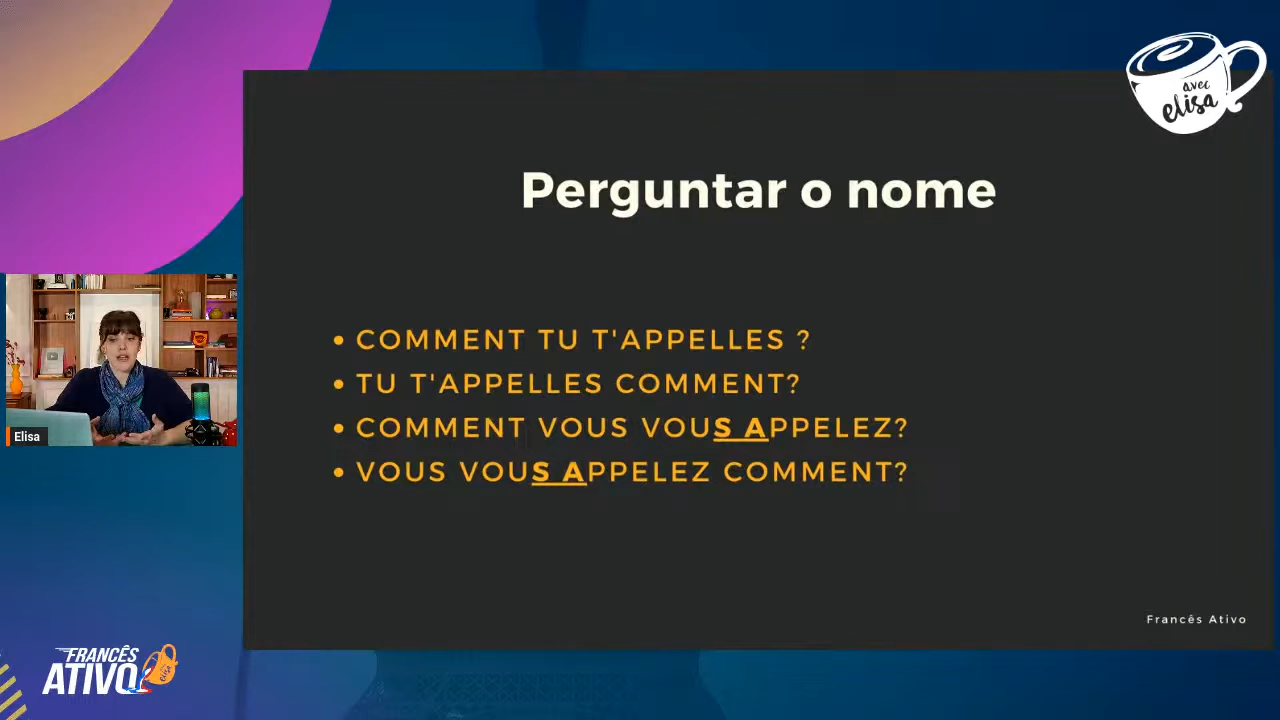 avec
elisa
Perguntar o nome
• COMMENT TU T'APPELLES ?
• TU T'APPELLES COMMENT?
• COMMENT VOUS VOUS APPELEZ?
• VOUS VOUS APPELEZ COMMENT?
Elisa
Francês Ativo
FRANCÊS
ATIVO
elisa